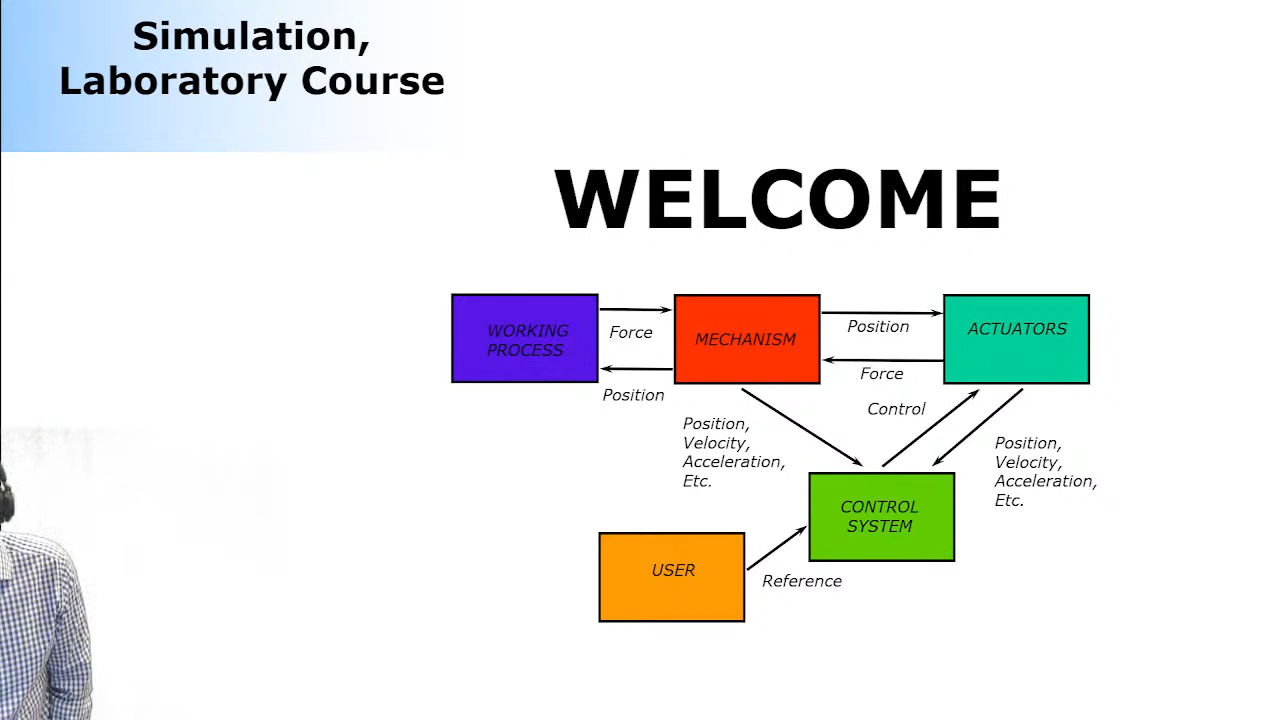 Simulation,
Laboratory Course
WELCOME
WORKING
PROCESS
Force
Position
MECHANISM
Position
Force
ACTUATORS
Control
Position,
Velocity,
Acceleration,
Etc.
Position,
Velocity,
Acceleration,
Etc.
CONTROL
SYSTEM
USER
Reference